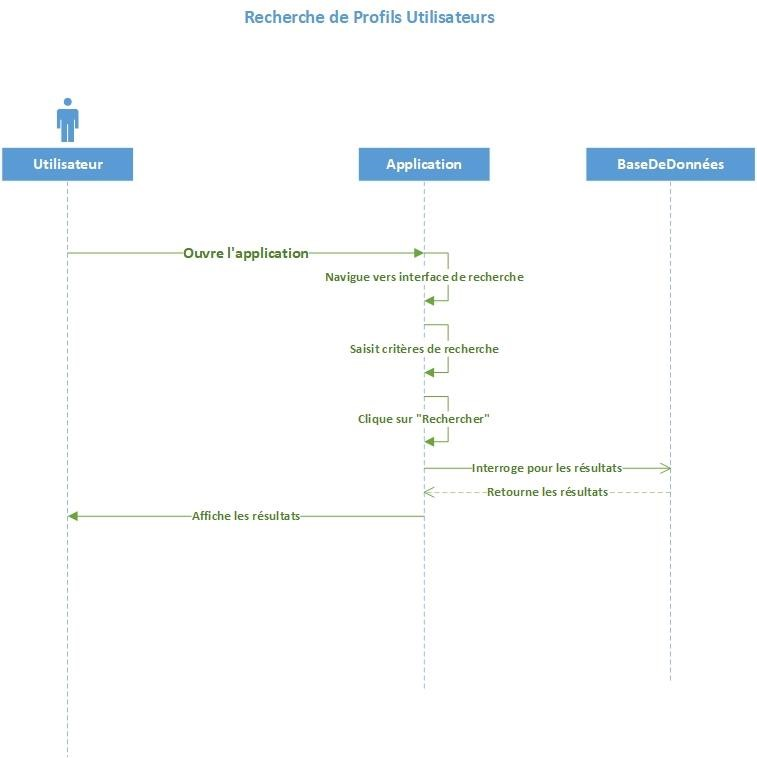 Recherche de Profils Utilisateurs
Utilisateur
Application
BaseDeDonnées
Ouvre l'application
Navigue vers interface de recherche
Saisit critères de recherche
Clique sur "Rechercher"
Interroge pour les résultats
Retourne les résultats
Affiche les résultats